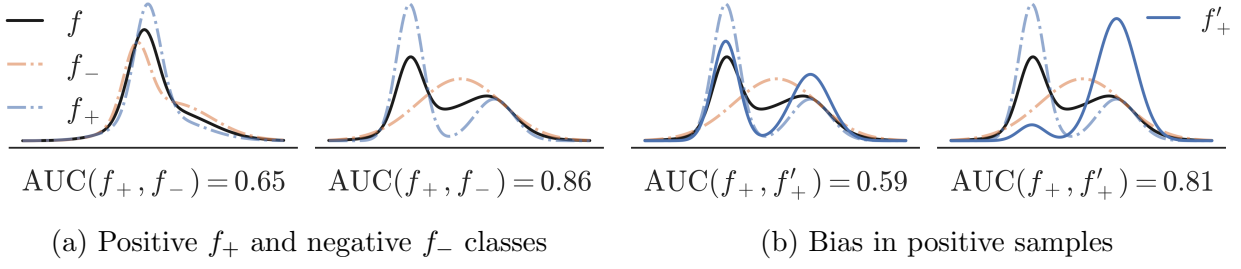 f
f₋
f₊
f′₊
AUC(f₊, f₋) = 0.65
AUC(f₊, f₋) = 0.86
AUC(f₊, f′₊) = 0.59
AUC(f₊, f′₊) = 0.81
(a) Positive f₊ and negative f₋ classes
(b) Bias in positive samples